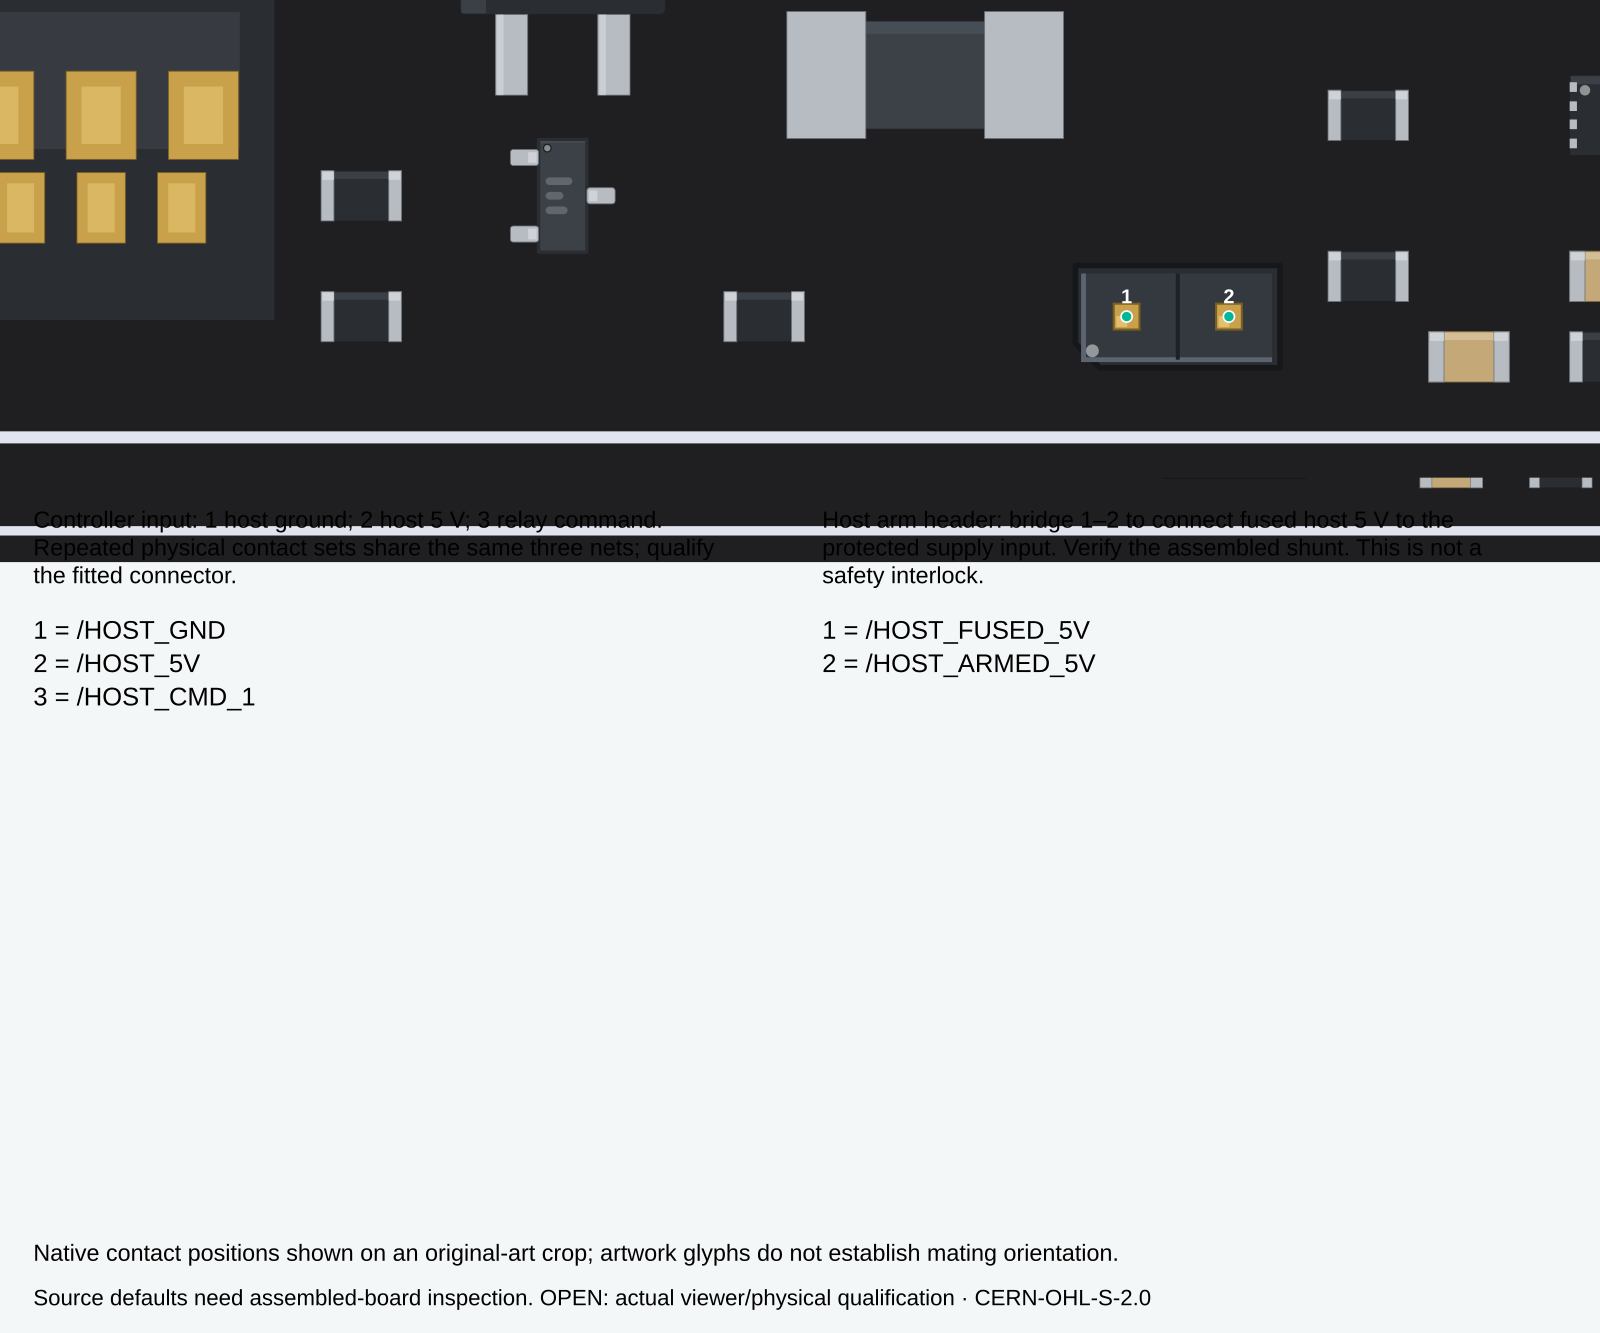 1 2
Controller input: 1 host ground; 2 host 5 V; 3 relay command.
Repeated physical contact sets share the same three nets; qualify
the fitted connector.
1 = /HOST_GND
2 = /HOST_5V
3 = /HOST_CMD_1
Host arm header: bridge 1–2 to connect fused host 5 V to the
protected supply input. Verify the assembled shunt. This is not a
safety interlock.
1 = /HOST_FUSED_5V
2 = /HOST_ARMED_5V
Native contact positions shown on an original-art crop; artwork glyphs do not establish mating orientation.
Source defaults need assembled-board inspection. OPEN: actual viewer/physical qualification · CERN-OHL-S-2.0